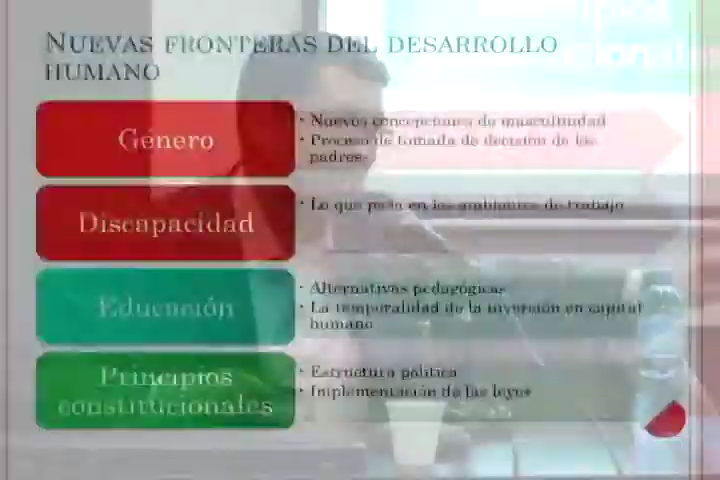 NUEVAS FRONTERAS DEL DESARROLLO
HUMANO
Género
• Nuevas concepciones de masculinidad
• Proceso de tomada de decisión de los
padres
Discapacidad
• Lo que pasa en los ambientes de trabajo
Educación
• Alternativas pedagógicas
• La temporalidad de la inversión en capital
humano
Principios
constitucionales
• Estructura política
• Implementación de las leyes